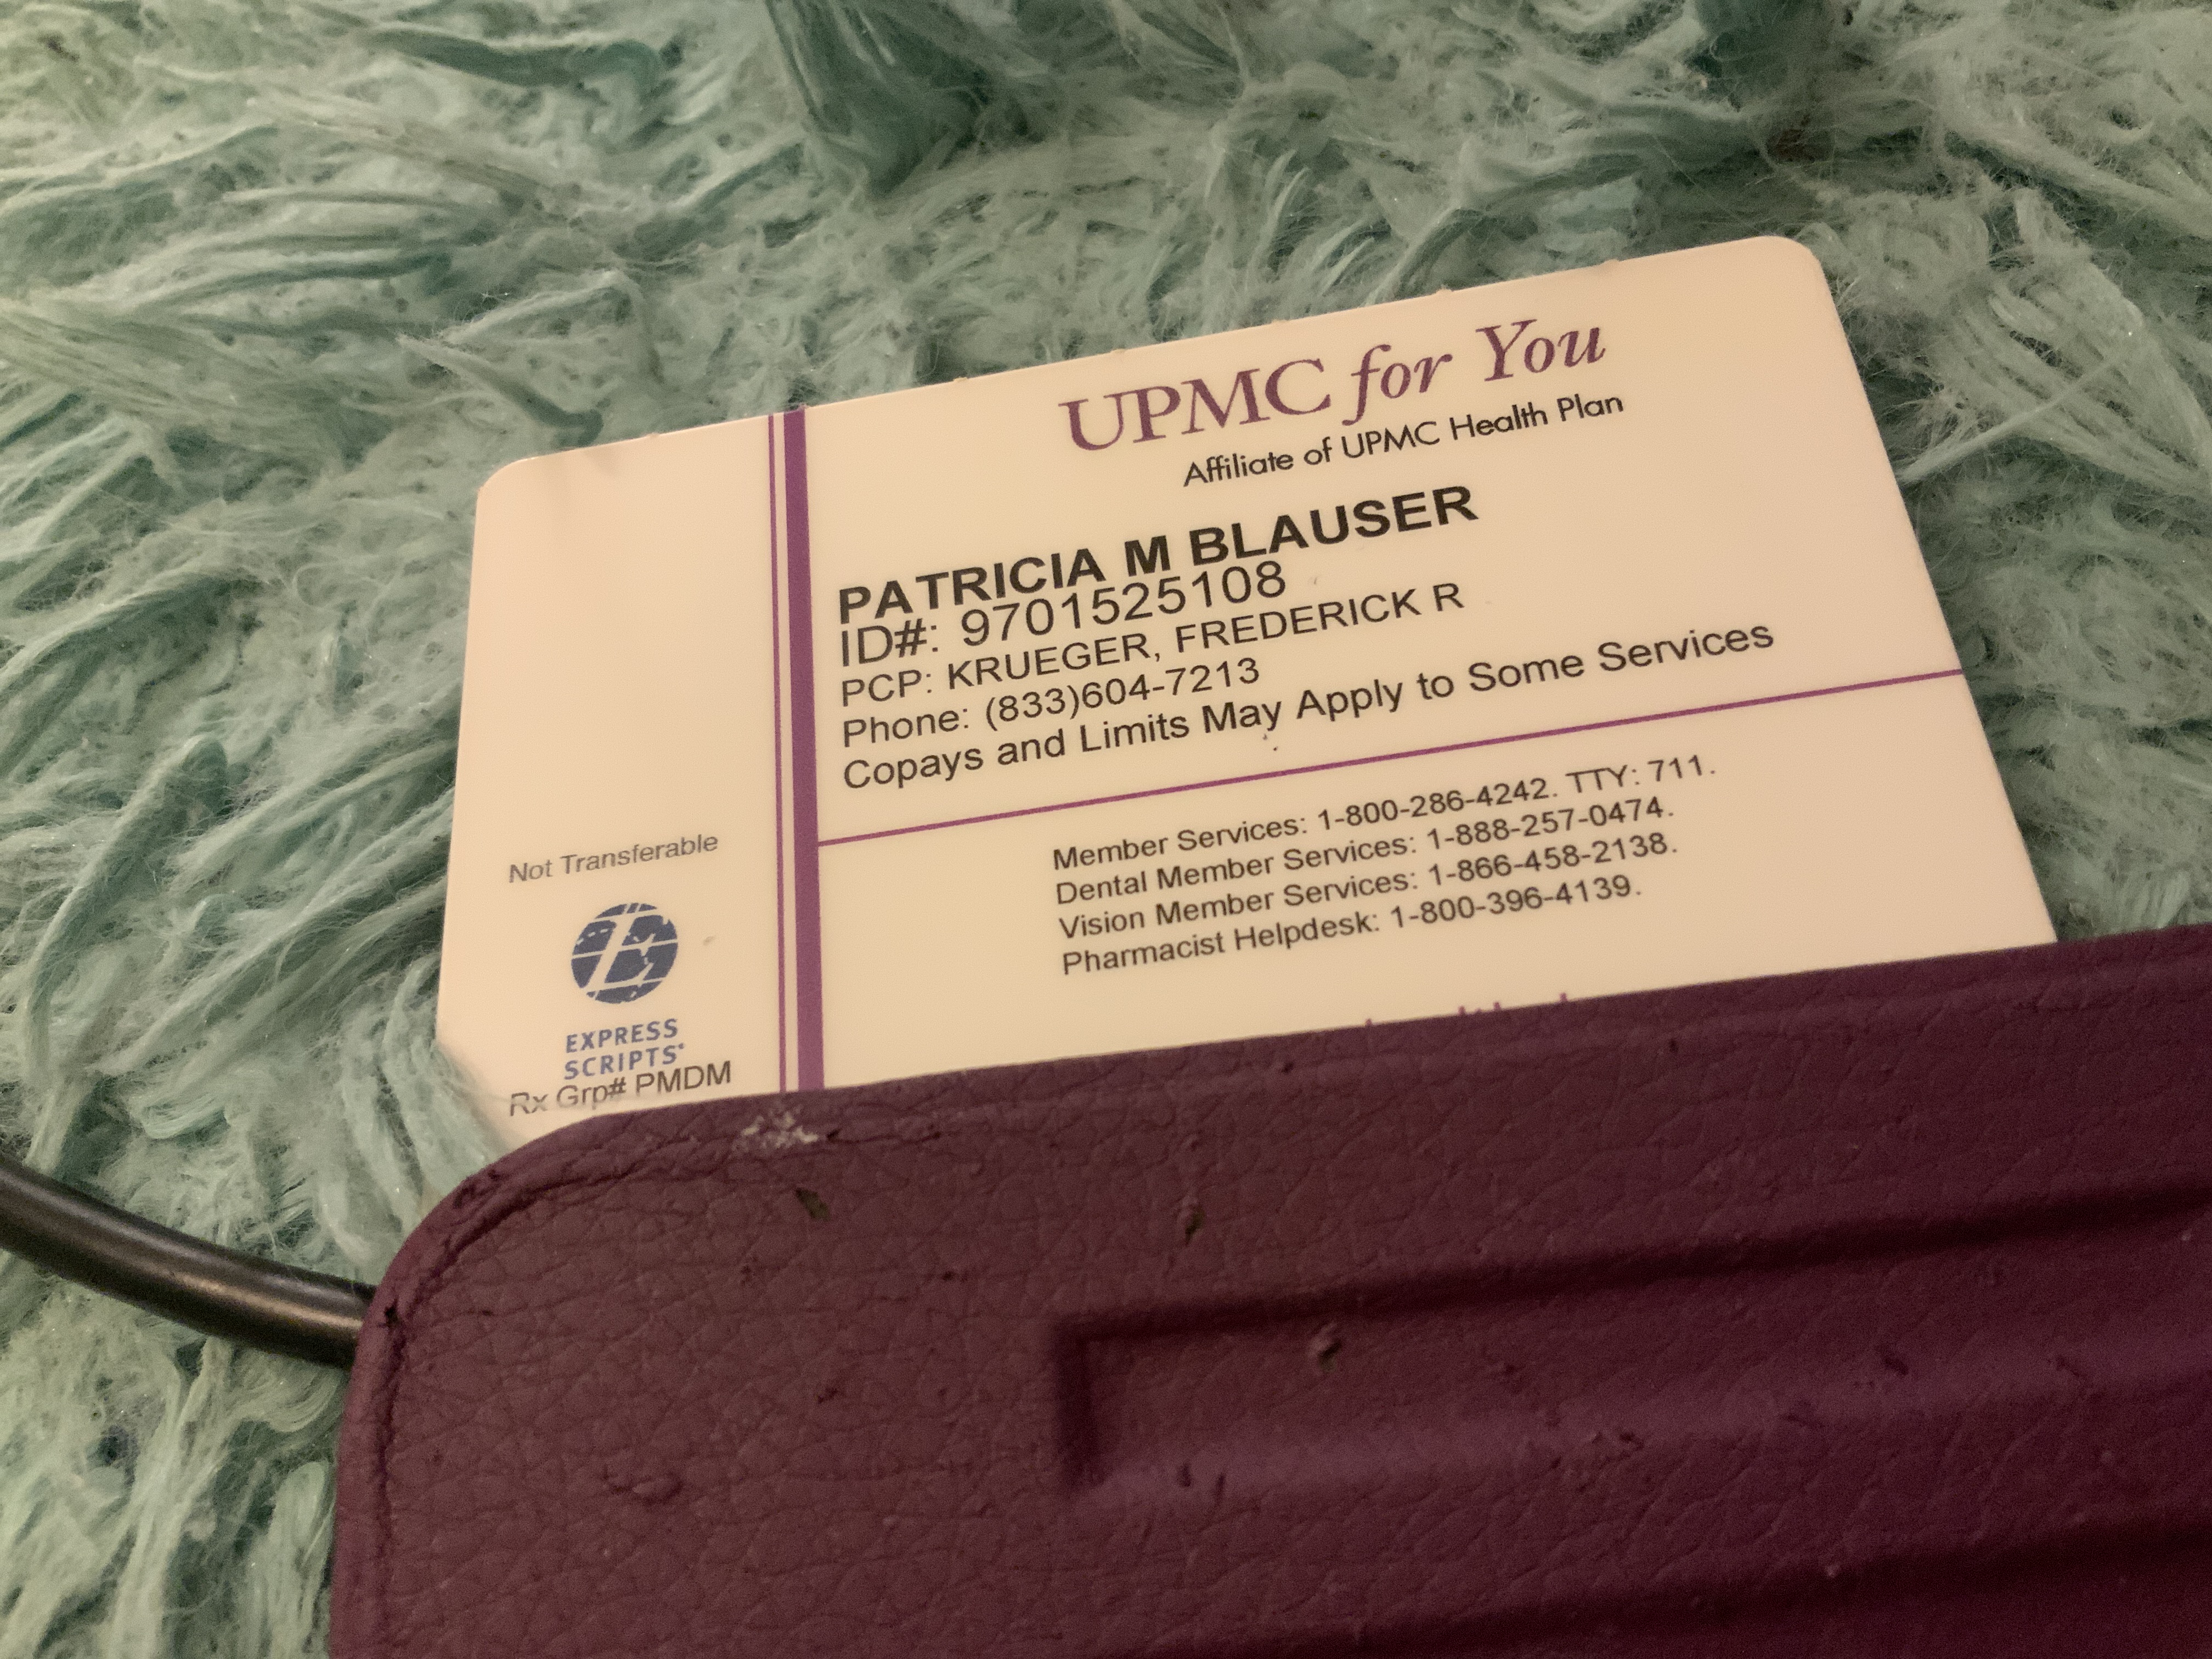 UPMC for You
Affiliate of UPMC Health Plan
PATRICIA M BLAUSER
ID#: 9701525108
PCP: KRUEGER, FREDERICK R
Phone: (833)604-7213
Copays and Limits May Apply to Some Services
Member Services: 1-800-286-4242. TTY: 711.
Dental Member Services: 1-888-257-0474.
Vision Member Services: 1-866-458-2138.
Pharmacist Helpdesk: 1-800-396-4139.
Not Transferable
EXPRESS
SCRIPTS
Rx Grp# PMDM